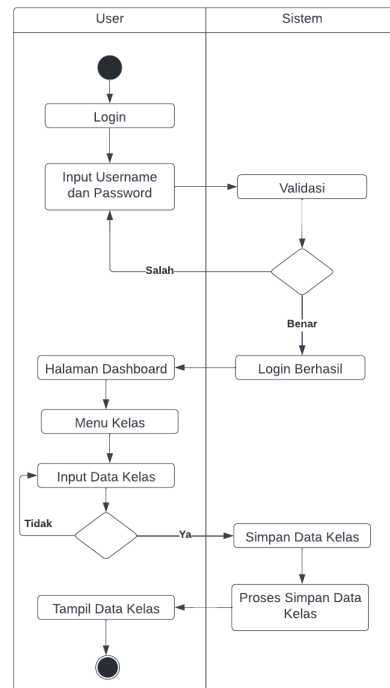 User
Sistem
Login
Input Username
dan Password
Validasi
Salah
Benar
Halaman Dashboard
Login Berhasil
Menu Kelas
Input Data Kelas
Tidak
Ya
Simpan Data Kelas
Tampil Data Kelas
Proses Simpan Data
Kelas